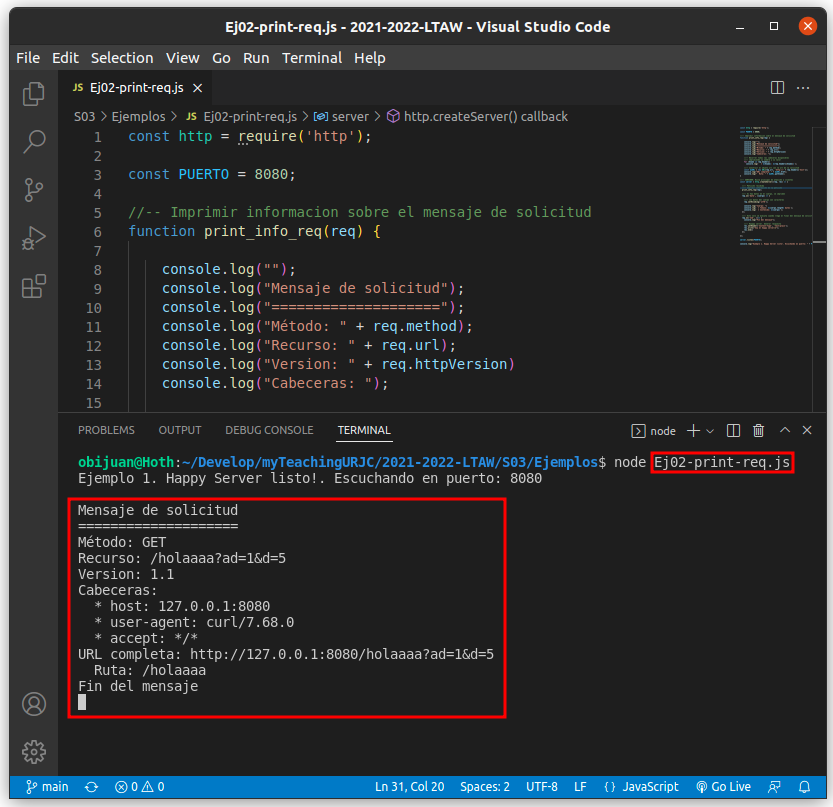 Ej02-print-req.js - 2021-2022-LTAW - Visual Studio Code
File Edit Selection View Go Run Terminal Help
JS Ej02-print-req.js
S03 > Ejemplos > JS Ej02-print-req.js > server > http.createServer() callback
1 const http = require('http');
2
3 const PUERTO = 8080;
4
5 //-- Imprimir informacion sobre el mensaje de solicitud
6 function print_info_req(req) {
7
8 console.log("");
9 console.log("Mensaje de solicitud");
10 console.log("====================");
11 console.log("Método: " + req.method);
12 console.log("Recurso: " + req.url);
13 console.log("Version: " + req.httpVersion)
14 console.log("Cabeceras: ");
15
PROBLEMS OUTPUT DEBUG CONSOLE TERMINAL node
obijuan@Hoth:~/Develop/myTeachingURJC/2021-2022-LTAW/S03/Ejemplos$ node Ej02-print-req.js
Ejemplo 1. Happy Server listo!. Escuchando en puerto: 8080
Mensaje de solicitud
====================
Método: GET
Recurso: /holaaaa?ad=1&d=5
Version: 1.1
Cabeceras:
* host: 127.0.0.1:8080
* user-agent: curl/7.68.0
* accept: */*
URL completa: http://127.0.0.1:8080/holaaaa?ad=1&d=5
Ruta: /holaaaa
Fin del mensaje
main 0 0 Ln 31, Col 20 Spaces: 2 UTF-8 LF {} JavaScript Go Live